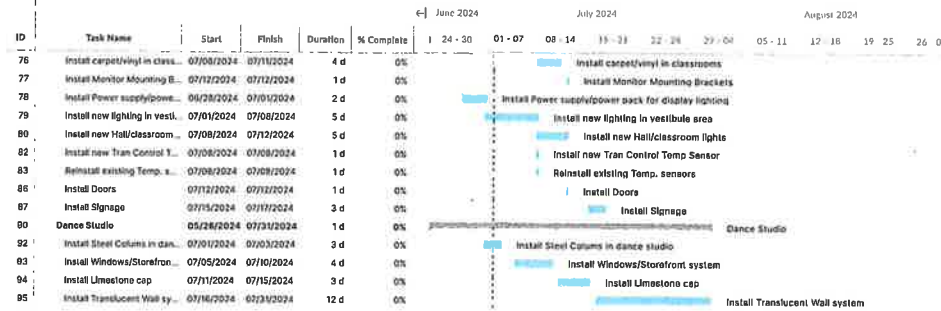 June 2024 July 2024 August 2024
ID Task Name Start Finish Duration % Complete 24 - 30 01 - 07 08 - 14 15 - 21 22 - 28 29 - 04 05 - 11 12 - 18 19 25 26
76 Install carpet/vinyl in class... 07/08/2024 07/11/2024 4 d 0% Install carpet/vinyl in classrooms
77 Install Monitor Mounting B... 07/12/2024 07/12/2024 1 d 0% Install Monitor Mounting Brackets
78 Install Power supply/powe... 06/28/2024 07/01/2024 2 d 0% Install Power supply/power pack for display lighting
79 Install new lighting in vesti... 07/01/2024 07/08/2024 5 d 0% Install new lighting in vestibule area
80 Install new Hall/classroom... 07/08/2024 07/12/2024 5 d 0% Install new Hall/classroom lights
82 Install new Tran Control T... 07/08/2024 07/08/2024 1 d 0% Install new Tran Control Temp Sensor
83 Reinstall existing Temp. s... 07/08/2024 07/08/2024 1 d 0% Reinstall existing Temp. sensors
86 Install Doors 07/12/2024 07/12/2024 1 d 0% Install Doors
87 Install Signage 07/15/2024 07/17/2024 3 d 0% Install Signage
90 Dance Studio 05/28/2024 07/31/2024 1 d 0% Dance Studio
92 Install Steel Colums in dan... 07/01/2024 07/03/2024 3 d 0% Install Steel Colums in dance studio
93 Install Windows/Storefron... 07/05/2024 07/10/2024 4 d 0% Install Windows/Storefront system
94 Install Limestone cap 07/11/2024 07/15/2024 3 d 0% Install Limestone cap
95 Install Translucent Wall sy... 07/16/2024 07/31/2024 12 d 0% Install Translucent Wall system